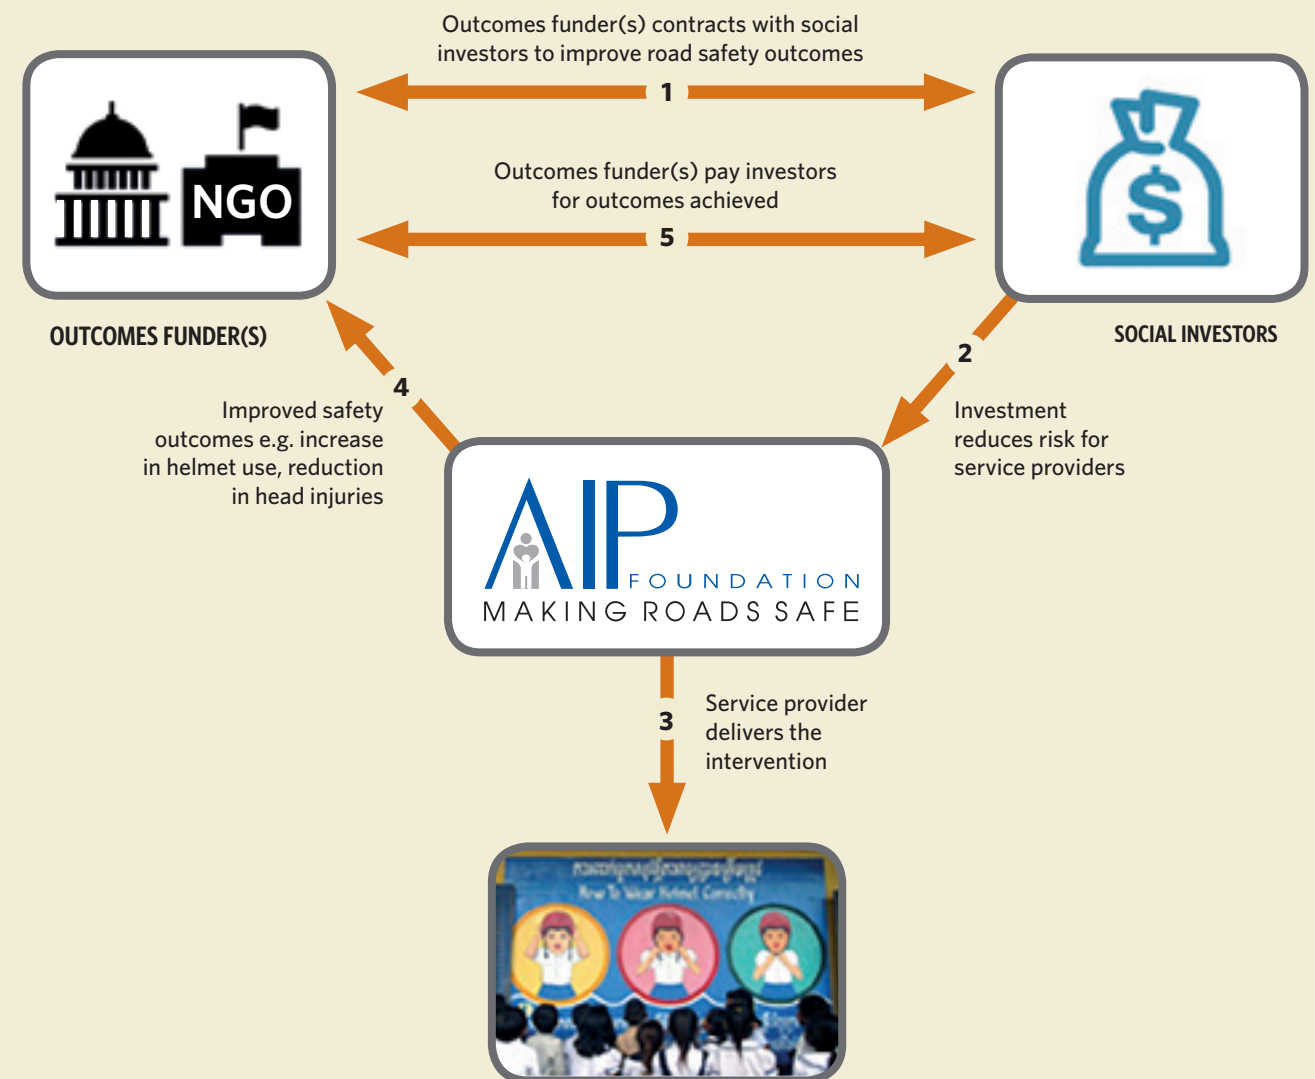 Outcomes funder(s) contracts with social
investors to improve road safety outcomes
1
Outcomes funder(s) pay investors
for outcomes achieved
5
NGO
$
OUTCOMES FUNDER(S)
SOCIAL INVESTORS
2
Investment
reduces risk for
service providers
4
Improved safety
outcomes e.g. increase
in helmet use, reduction
in head injuries
AIP
FOUNDATION
MAKING ROADS SAFE
3
Service provider
delivers the
intervention
How To Wear Helmet Correctly